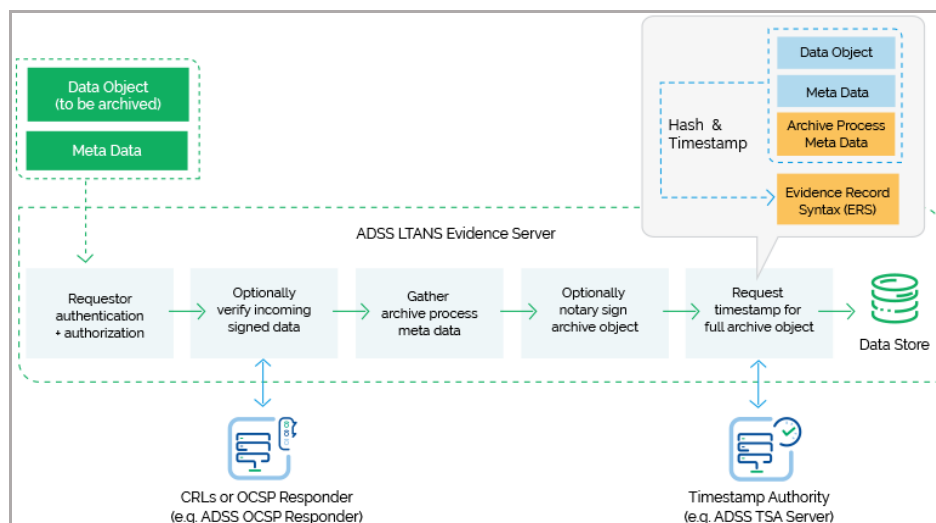 Data Object
(to be archived)
Meta Data
Data Object
Meta Data
Archive Process
Meta Data
Hash &
Timestamp
Evidence Record
Syntax (ERS)
ADSS LTANS Evidence Server
Requestor
authentication
+ authorization
Optionally
verify incoming
signed data
Gather
archive process
meta data
Optionally
notary sign
archive object
Request
timestamp for
full archive object
Data Store
CRLs or OCSP Responder
(e.g. ADSS OCSP Responder)
Timestamp Authority
(e.g. ADSS TSA Server)